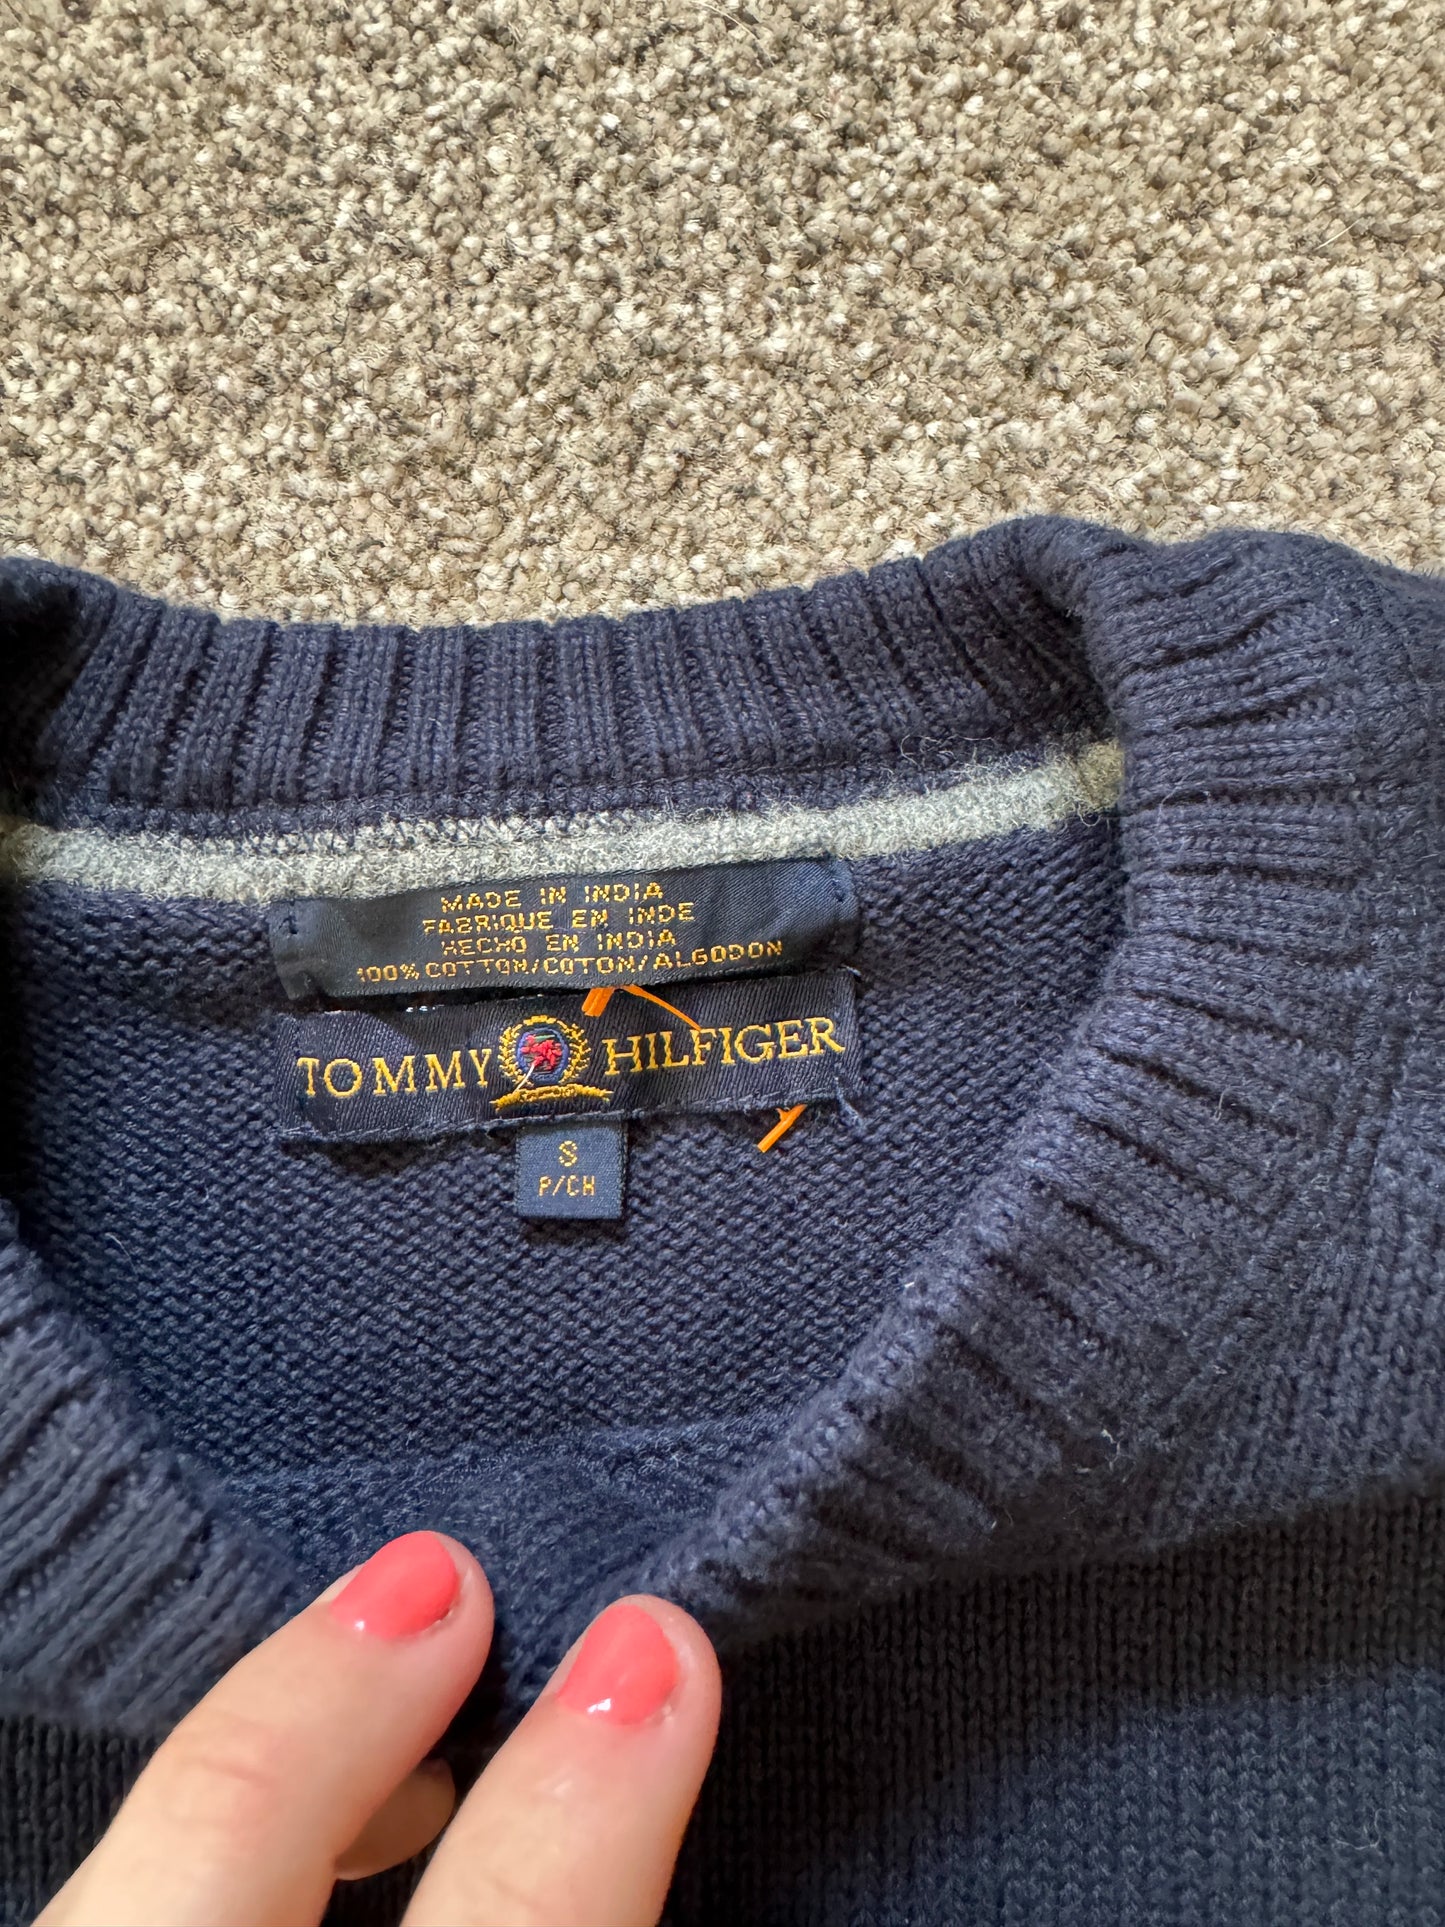 MADE IN INDIA
FABRIQUE EN INDE
HECHO EN INDIA
100% COTTON/COTON/ALGODON
TOMMY HILFIGER
S
P/CH